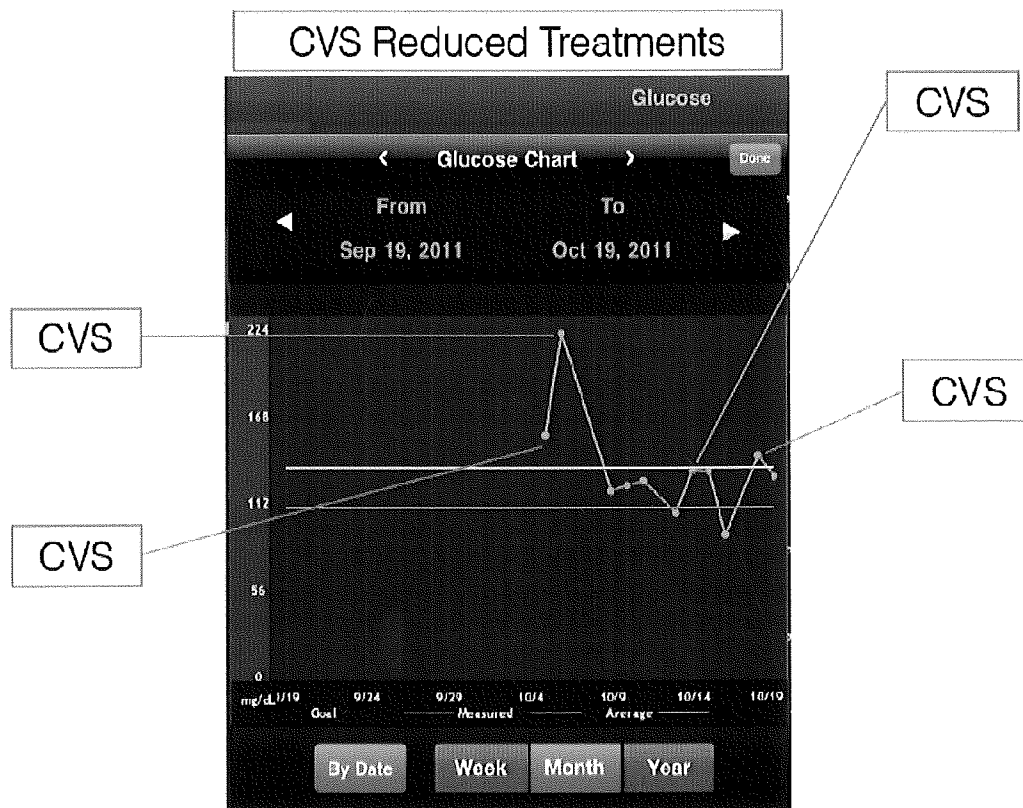 CVS Reduced Treatments
Glucose
CVS
< Glucose Chart >
Done
From To
Sep 19, 2011 Oct 19, 2011
CVS
224
CVS
168
112
CVS
56
0
mg/dL 9/24 9/29 10/4 10/9 10/14 10/19
Goal Measured Average
By Date Week Month Year